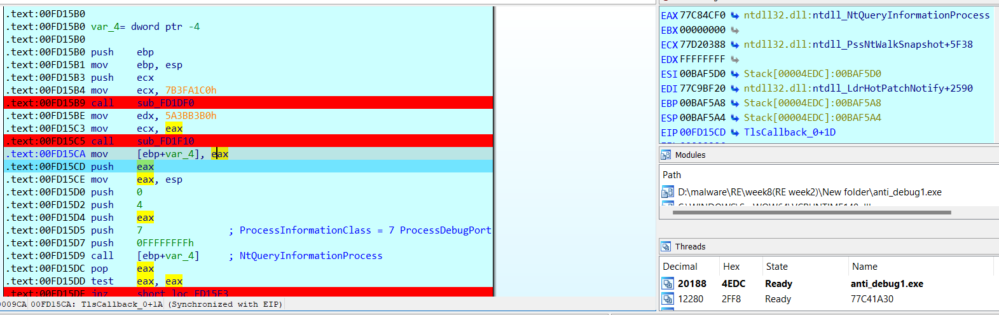 .text:00FD15B0
.text:00FD15B0 var_4= dword ptr -4
.text:00FD15B0
.text:00FD15B0 push ebp
.text:00FD15B1 mov ebp, esp
.text:00FD15B3 push ecx
.text:00FD15B4 mov ecx, 7B3FA1C0h
.text:00FD15B9 call sub_FD1DF0
.text:00FD15BE mov edx, 5A3BB3B0h
.text:00FD15C3 mov ecx, eax
.text:00FD15C5 call sub_FD1F10
.text:00FD15CA mov [ebp+var_4], eax
.text:00FD15CD push eax
.text:00FD15CE mov eax, esp
.text:00FD15D0 push 0
.text:00FD15D2 push 4
.text:00FD15D4 push eax
.text:00FD15D5 push 7 ; ProcessInformationClass = 7 ProcessDebugPort
.text:00FD15D7 push 0FFFFFFFFh
.text:00FD15D9 call [ebp+var_4] ; NtQueryInformationProcess
.text:00FD15DC pop eax
.text:00FD15DD test eax, eax
.text:00FD15DF jnz short loc_FD15F3
0009CA 00FD15CA: TlsCallback_0+1A (Synchronized with EIP)
EAX 77C84CF0 ntdll32.dll:ntdll_NtQueryInformationProcess
EBX 00000000
ECX 77D20388 ntdll32.dll:ntdll_PssNtWalkSnapshot+5F38
EDX FFFFFFFF
ESI 00BAF5D0 Stack[00004EDC]:00BAF5D0
EDI 77C9BF20 ntdll32.dll:ntdll_LdrHotPatchNotify+2590
EBP 00BAF5A8 Stack[00004EDC]:00BAF5A8
ESP 00BAF5A4 Stack[00004EDC]:00BAF5A4
EIP 00FD15CD TlsCallback_0+1D
Modules
Path
D:\malware\RE\week8(RE week2)\New folder\anti_debug1.exe
Threads
Decimal Hex State Name
20188 4EDC Ready anti_debug1.exe
12280 2FF8 Ready 77C41A30